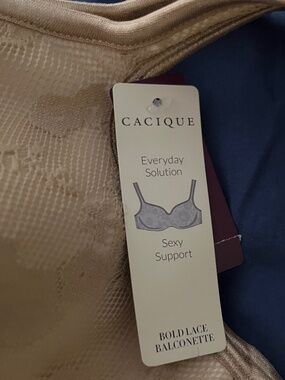 CACIQUE
Everyday
Solution
Sexy
Support
BOLD LACE
BALCONETTE